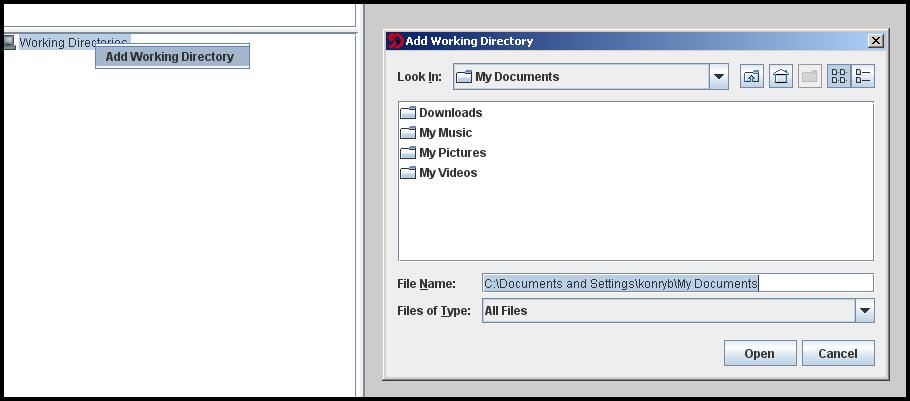 Working Directories
Add Working Directory
Add Working Directory
Look In: My Documents
Downloads
My Music
My Pictures
My Videos
File Name: C:\Documents and Settings\konryb\My Documents
Files of Type: All Files
Open Cancel